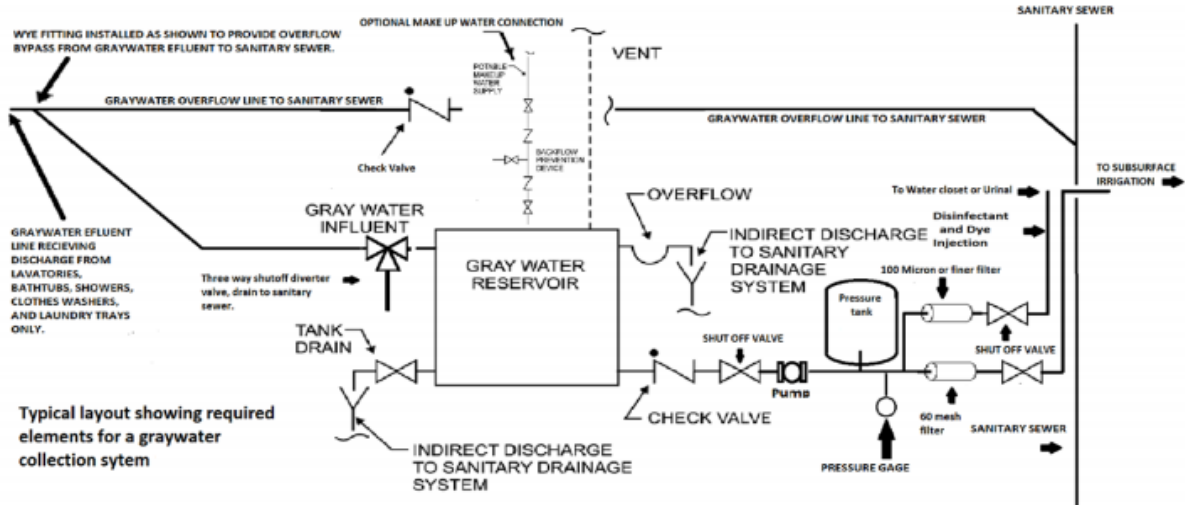 SANITARY SEWER
OPTIONAL MAKE UP WATER CONNECTION
WYE FITTING INSTALLED AS SHOWN TO PROVIDE OVERFLOW
BYPASS FROM GRAYWATER EFLUENT TO SANITARY SEWER.
VENT
POTABLE
MAKEUP
WATER
SUPPLY
GRAYWATER OVERFLOW LINE TO SANITARY SEWER
GRAYWATER OVERFLOW LINE TO SANITARY SEWER
Check Valve
BACKFLOW
PREVENTION
DEVICE
TO SUBSURFACE
IRRIGATION
To Water closet or Urinal
OVERFLOW
GRAY WATER
INFLUENT
Disinfectant
and Dye
Injection
GRAYWATER EFLUENT
LINE RECIEVING
DISCHARGE FROM
LAVATORIES,
BATHTUBS, SHOWERS,
CLOTHES WASHERS,
AND LAUNDRY TRAYS
ONLY.
INDIRECT DISCHARGE
TO SANITARY
DRAINAGE
SYSTEM
GRAY WATER
RESERVOIR
100 Micron or finer filter
Three way shutoff diverter
valve, drain to sanitary
sewer.
Pressure
tank
TANK
DRAIN
SHUT OFF VALVE
SHUT OFF VALVE
Pump
CHECK VALVE
60 mesh
filter
SANITARY SEWER
Typical layout showing required
elements for a graywater
collection sytem
INDIRECT DISCHARGE
TO SANITARY DRAINAGE
SYSTEM
PRESSURE GAGE